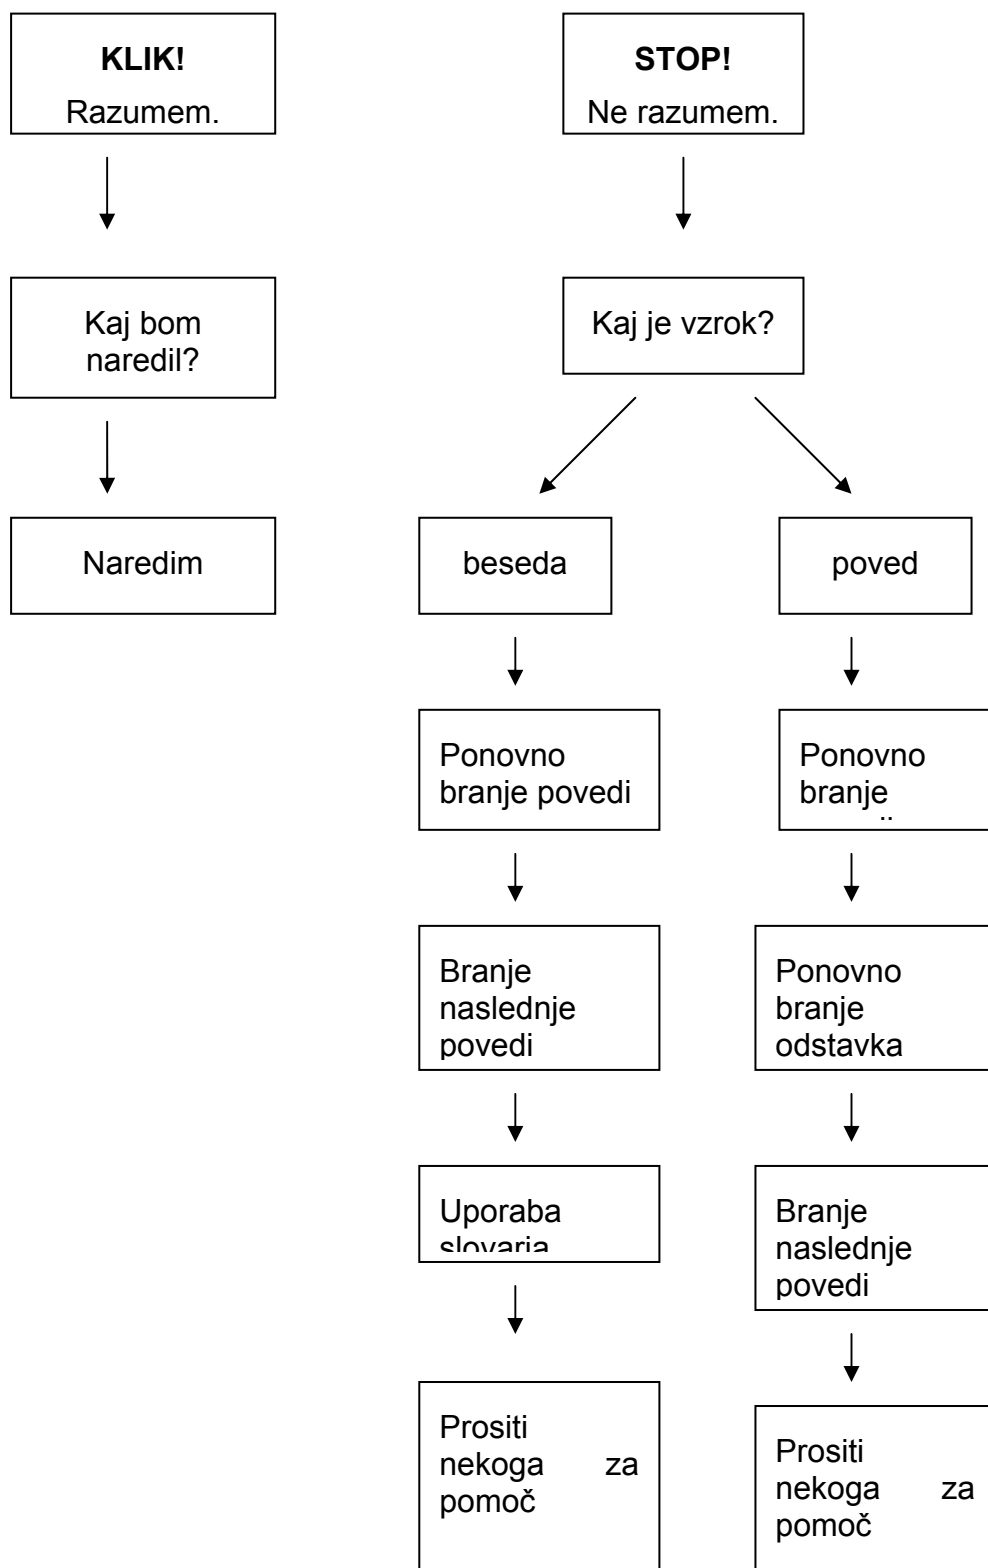 KLIK!
Razumem.
STOP!
Ne razumem.
Kaj bom
naredil?
Kaj je vzrok?
Naredim
beseda
poved
Ponovno
branje povedi
Ponovno
branje
Branje
naslednje
povedi
Ponovno
branje
odstavka
Uporaba
slovarja
Branje
naslednje
povedi
Prositi
nekoga za
pomoč
Prositi
nekoga za
pomoč